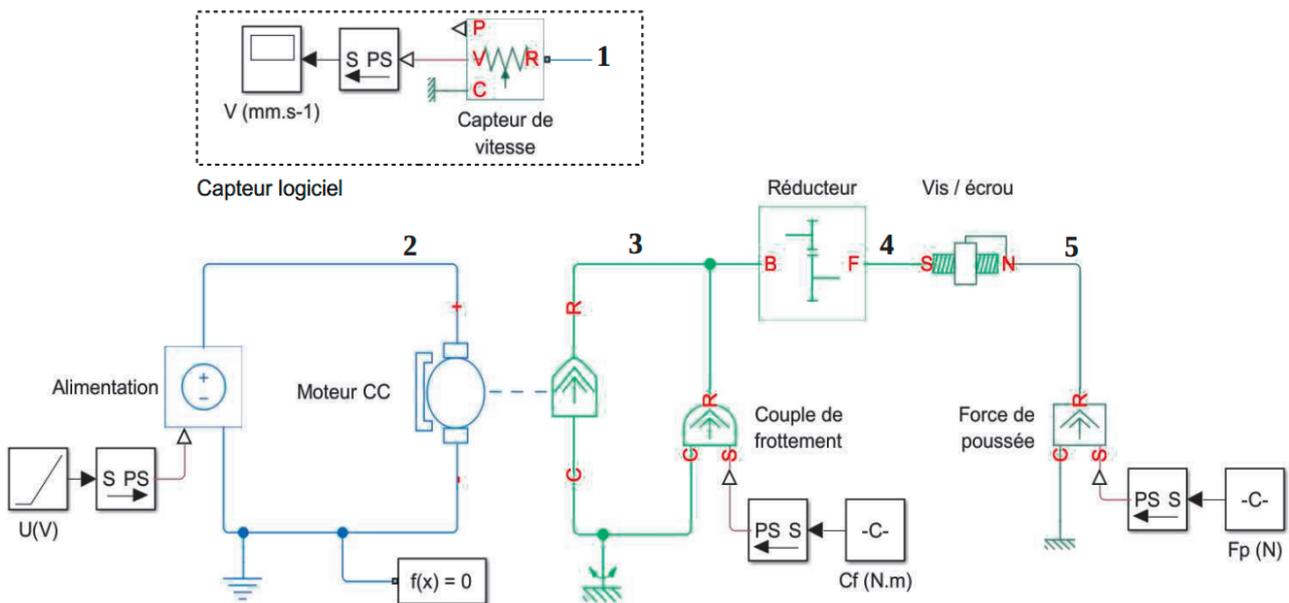 P
S PS
V
R
1
C
V (mm.s-1)
Capteur de
vitesse
Capteur logiciel
Réducteur
Vis / écrou
2
3
4
5
B
F
S
N
+
R
Alimentation
+
-
Moteur CC
R
Couple de
frottement
R
Force de
poussée
C
S
C
S
C
S PS
-
U(V)
PS S
-C-
PS S
-C-
Cf (N.m)
Fp (N)
f(x) = 0